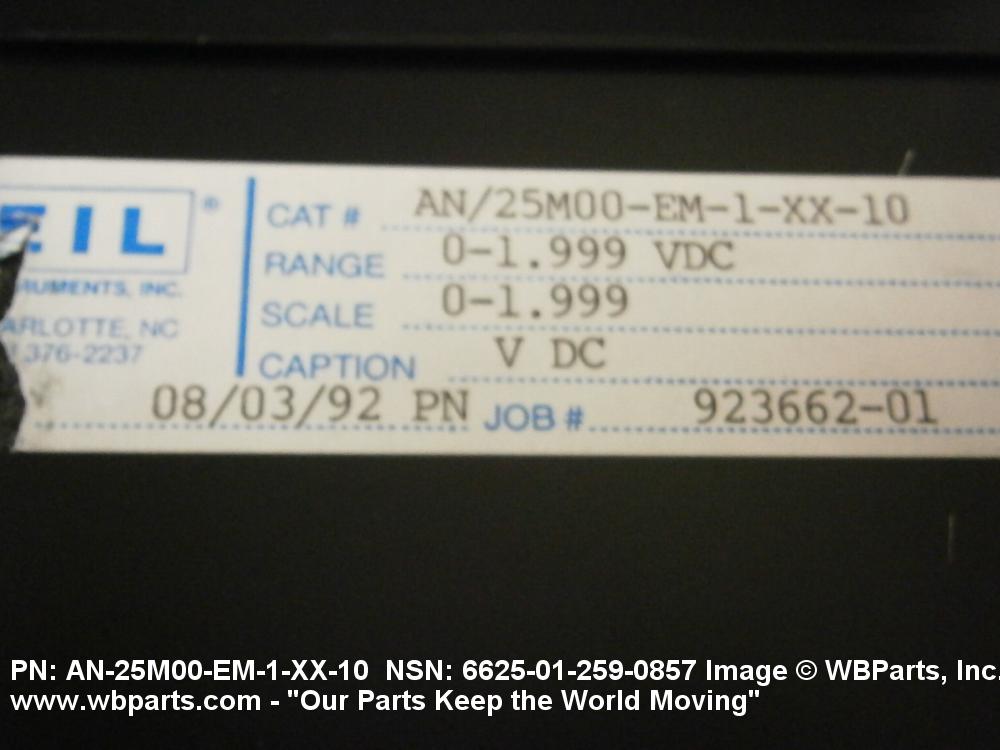 EIL ®
RUMENTS, INC.
ARLOTTE, NC
376-2237
CAT # AN/25M00-EM-1-XX-10
RANGE 0-1.999 VDC
SCALE 0-1.999
CAPTION V DC
08/03/92 PN JOB # 923662-01
PN: AN-25M00-EM-1-XX-10 NSN: 6625-01-259-0857 Image © WBParts, Inc.
www.wbparts.com - "Our Parts Keep the World Moving"